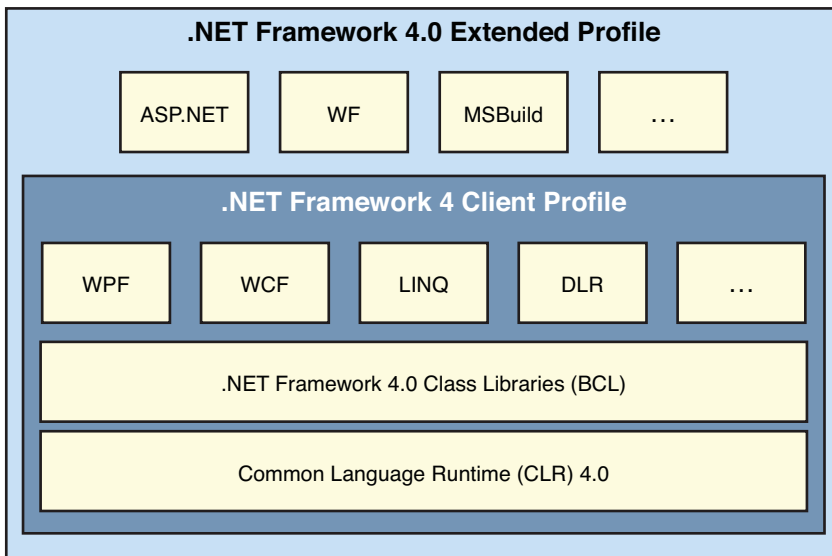 .NET Framework 4.0 Extended Profile
ASP.NET
WF
MSBuild
...
.NET Framework 4 Client Profile
WPF
WCF
LINQ
DLR
...
.NET Framework 4.0 Class Libraries (BCL)
Common Language Runtime (CLR) 4.0